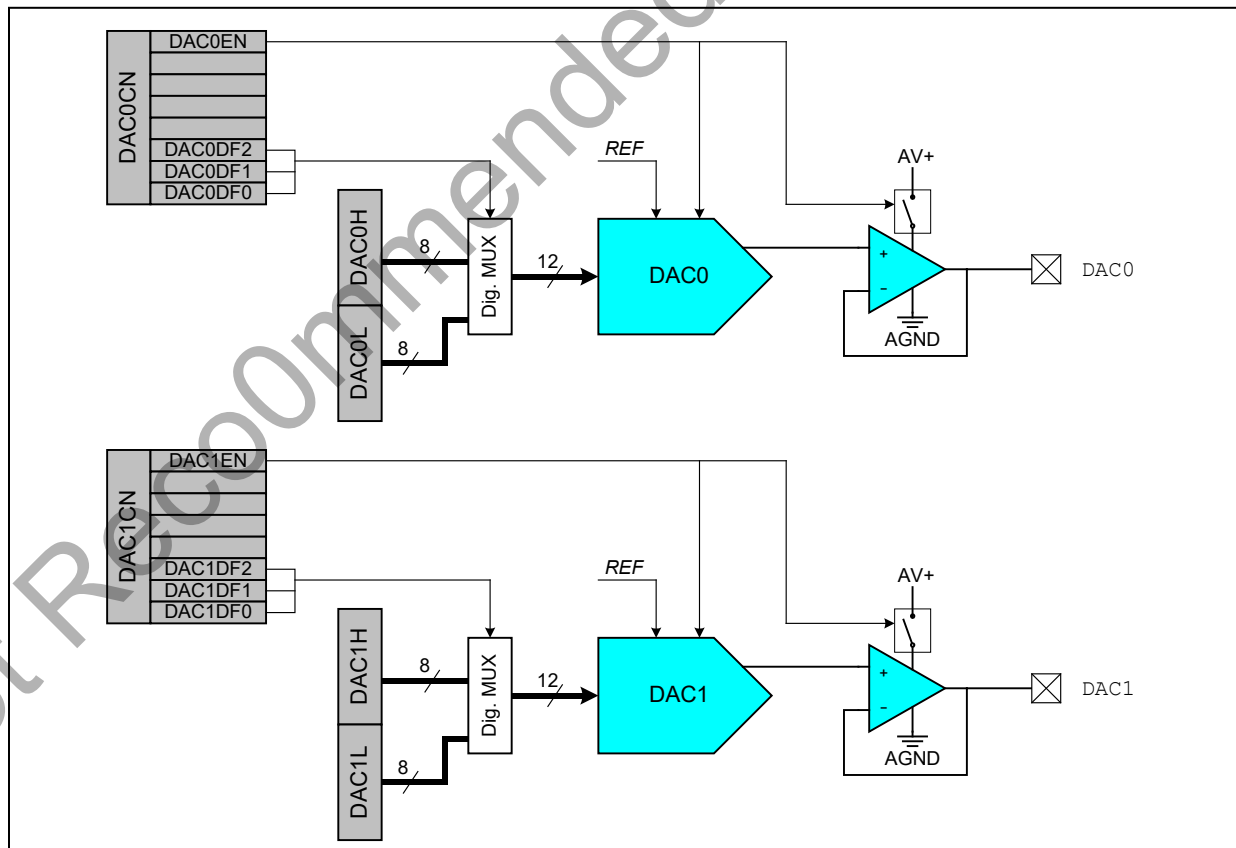 DAC0CN
DAC0EN
DAC0DF2
DAC0DF1
DAC0DF0
DAC0H
DAC0L
8
8
Dig. MUX
12
REF
DAC0
AV+
+
-
AGND
DAC0
DAC1CN
DAC1EN
DAC1DF2
DAC1DF1
DAC1DF0
DAC1H
DAC1L
8
8
Dig. MUX
12
REF
DAC1
AV+
+
-
AGND
DAC1
t Reco0mmended